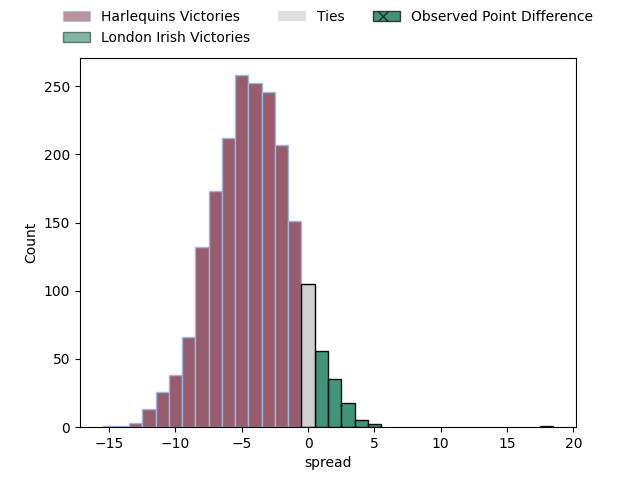 Harlequins Victories
London Irish Victories
Ties
Observed Point Difference
250
200
150
100
50
0
Count
−15
−10
−5
0
5
10
15
20
spread